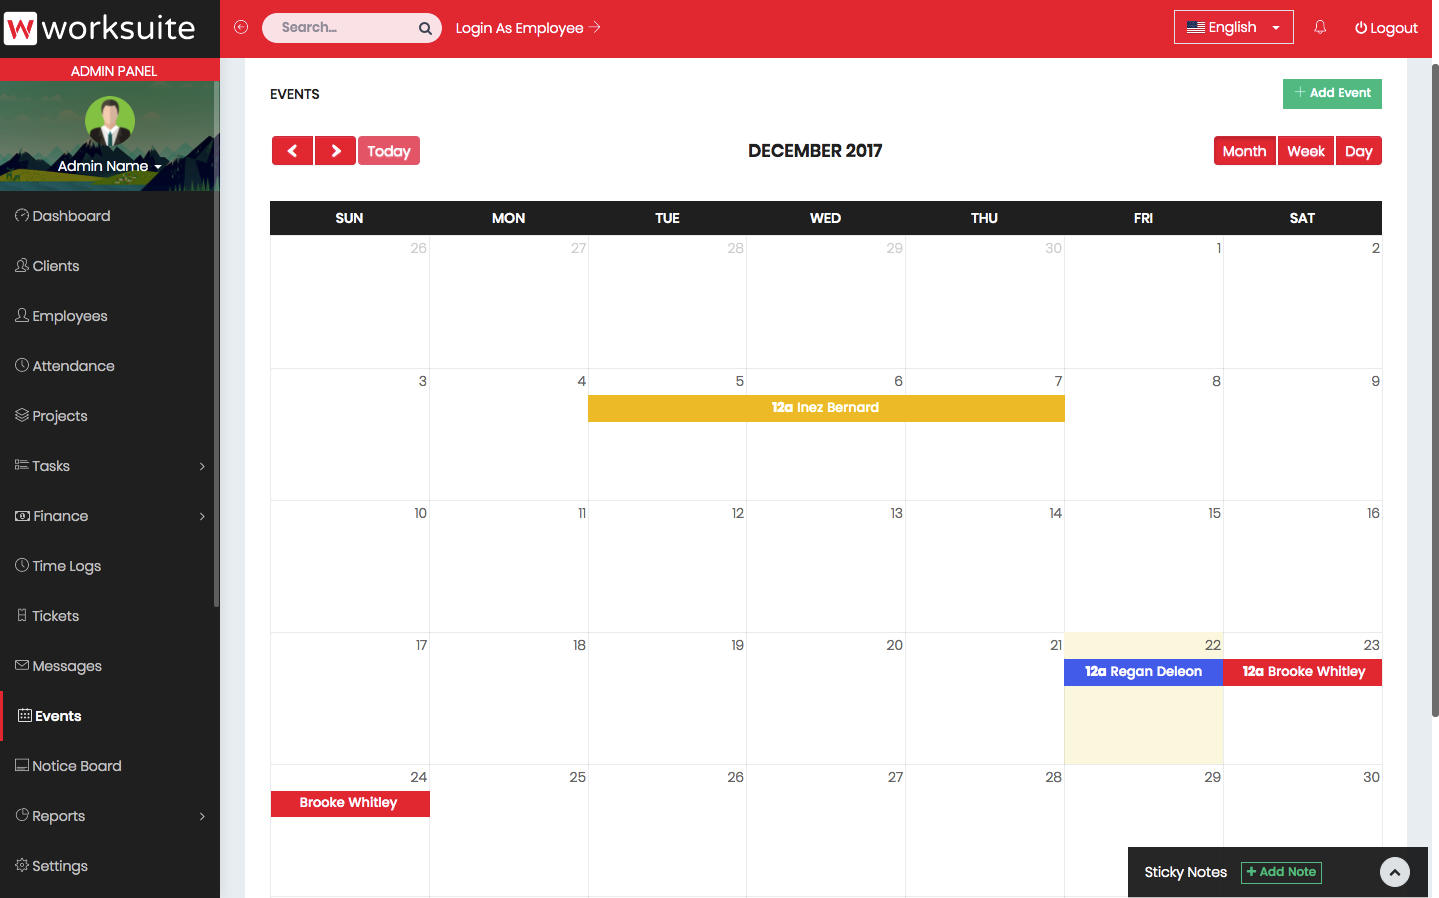 W worksuite
Search...
Login As Employee
English
Logout
ADMIN PANEL
Admin Name
Dashboard
Clients
Employees
Attendance
Projects
Tasks
Finance
Time Logs
Tickets
Messages
Events
Notice Board
Reports
Settings
EVENTS
+ Add Event
Today
DECEMBER 2017
Month Week Day
SUN MON TUE WED THU FRI SAT
26 27 28 29 30 1 2
3 4 5 6 7 8 9
12a Inez Bernard
10 11 12 13 14 15 16
17 18 19 20 21 22 23
12a Regan Deleon 12a Brooke Whitley
24 25 26 27 28 29 30
Brooke Whitley
Sticky Notes + Add Note